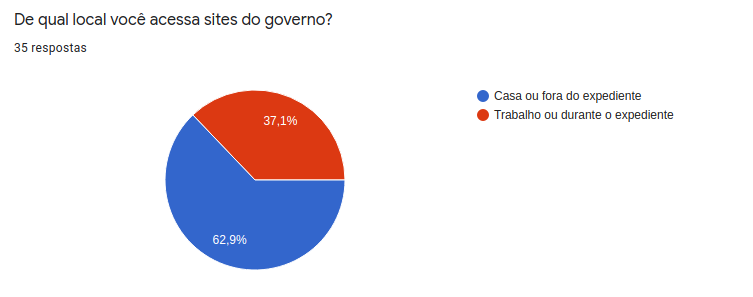 De qual local você acessa sites do governo?
35 respostas
Casa ou fora do expediente
Trabalho ou durante o expediente
37,1%
62,9%